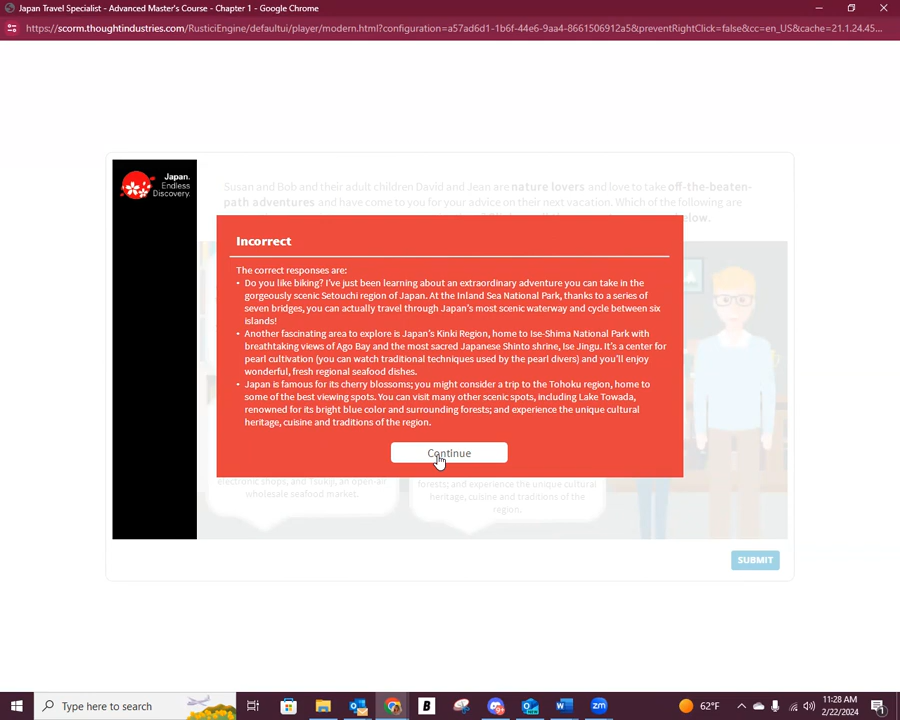 Japan Travel Specialist - Advanced Master's Course - Chapter 1 - Google Chrome
https://scorm.thoughtindustries.com/RusticiEngine/defaultui/player/modern.html?configuration=a57ad6d1-1b6f-44e6-9aa4-8661506912a5&preventRightClick=false&cc=en_US&cache=21.1.24.45...
Japan.
Endless
Discovery.
Susan and Bob and their adult children David and Jean are nature lovers and love to take off-the-beaten-
path adventures and have come to you for your advice on their next vacation. Which of the following are
below.
Incorrect
The correct responses are:
• Do you like biking? I've just been learning about an extraordinary adventure you can take in the
gorgeously scenic Setouchi region of Japan. At the Inland Sea National Park, thanks to a series of
seven bridges, you can actually travel through Japan's most scenic waterway and cycle between six
islands!
• Another fascinating area to explore is Japan's Kinki Region, home to Ise-Shima National Park with
breathtaking views of Ago Bay and the most sacred Japanese Shinto shrine, Ise Jingu. It's a center for
pearl cultivation (you can watch traditional techniques used by the pearl divers) and you'll enjoy
wonderful, fresh regional seafood dishes.
• Japan is famous for its cherry blossoms; you might consider a trip to the Tohoku region, home to
some of the best viewing spots. You can visit many other scenic spots, including Lake Towada,
renowned for its bright blue color and surrounding forests; and experience the unique cultural
heritage, cuisine and traditions of the region.
Continue
electronic shops, and Tsukiji, an open-air
wholesale seafood market.
forests; and experience the unique cultural
heritage, cuisine and traditions of the
region.
SUBMIT
Type here to search
B
zm
62°F
11:28 AM
2/22/2024
1